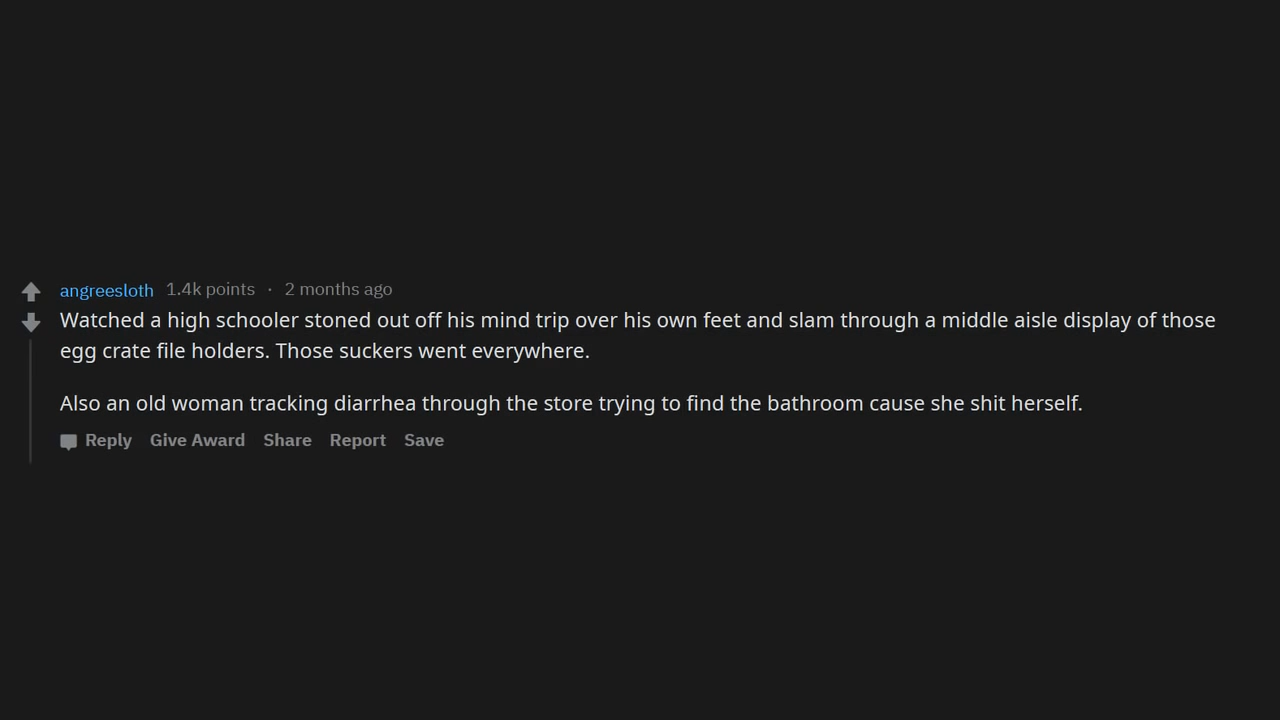 angreesloth 1.4k points · 2 months ago
Watched a high schooler stoned out off his mind trip over his own feet and slam through a middle aisle display of those
egg crate file holders. Those suckers went everywhere.
Also an old woman tracking diarrhea through the store trying to find the bathroom cause she shit herself.
Reply Give Award Share Report Save